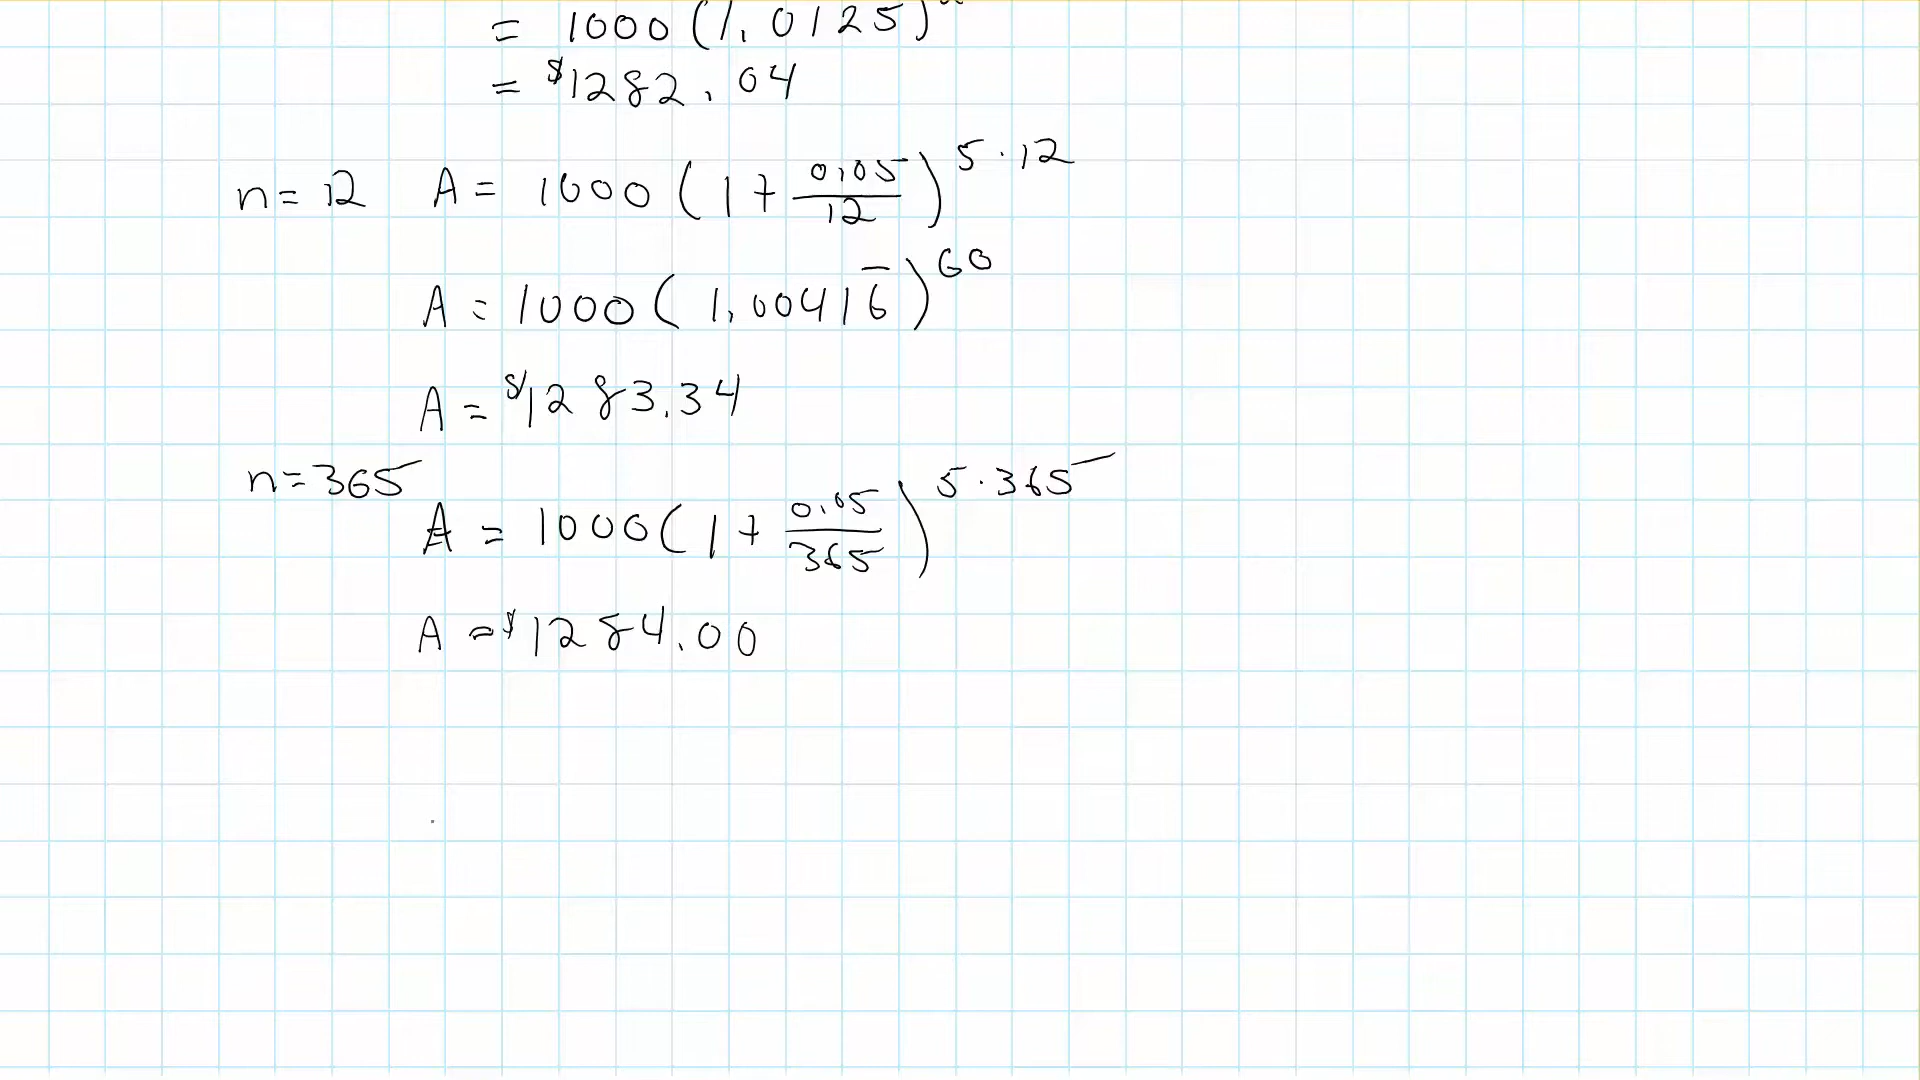 = 1000 (1.0125)
= $1282.04
n= 12 A = 1000 (1 + 0.05/12)^5·12
A = 1000 (1.00416̅)^60
A = $1283.34
n=365
A = 1000 (1 + 0.05/365)^5·365
A = $1284.00